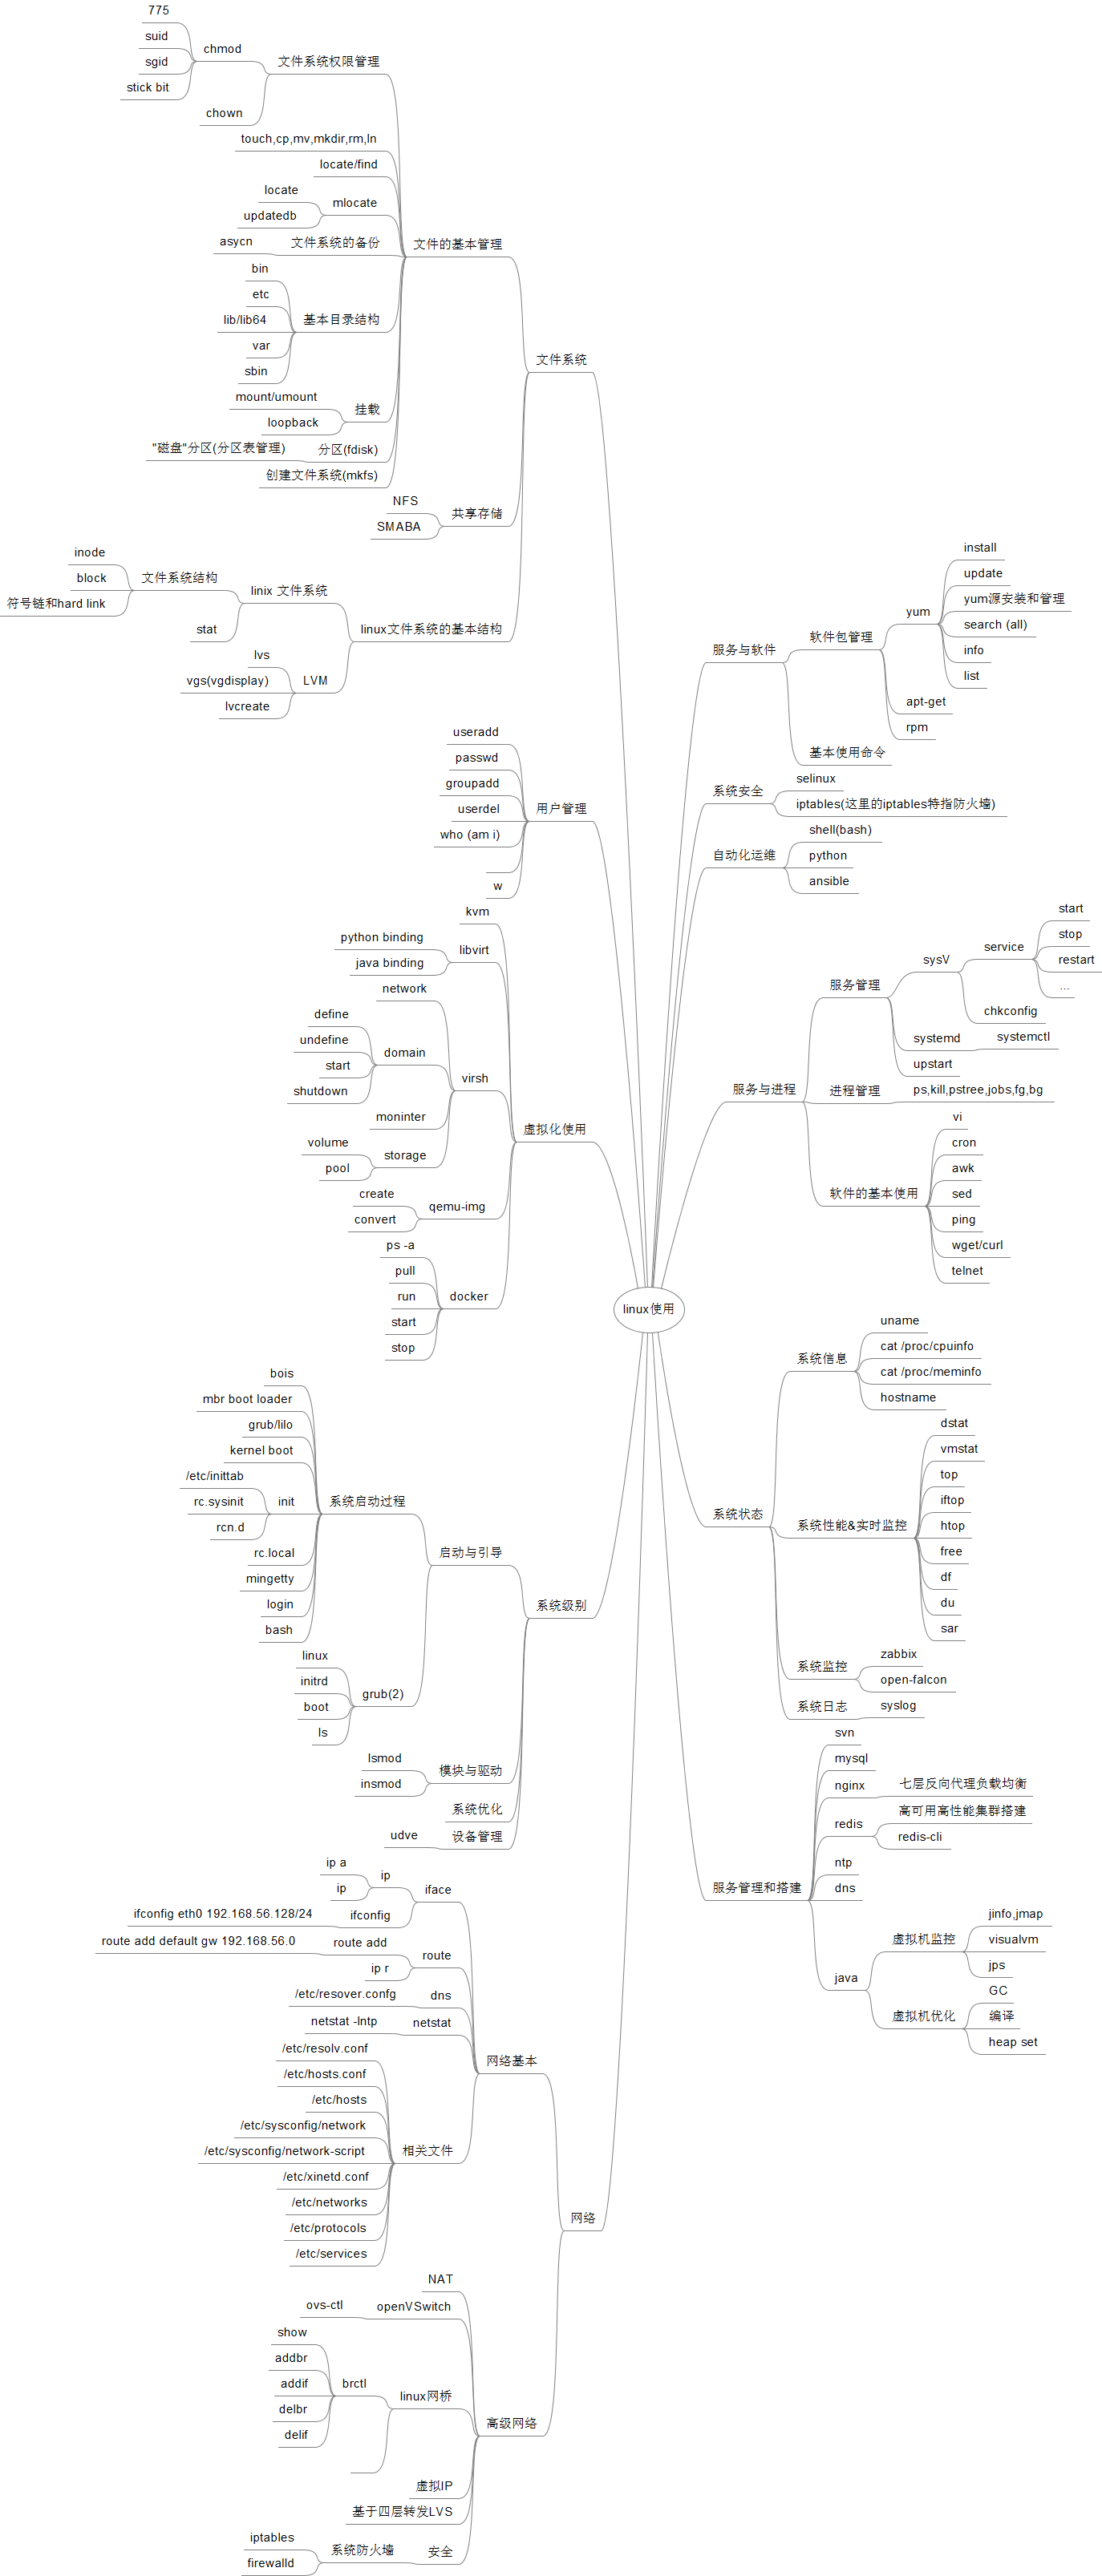 linux使用
文件系统
文件的基本管理
文件系统权限管理
chmod
775
suid
sgid
stick bit
chown
touch,cp,mv,mkdir,rm,ln
locate/find
mlocate
locate
updatedb
文件系统的备份
asycn
基本目录结构
bin
etc
lib/lib64
var
sbin
挂载
mount/umount
loopback
分区(fdisk)
"磁盘"分区(分区表管理)
创建文件系统(mkfs)
共享存储
NFS
SMABA
linux文件系统的基本结构
linix 文件系统
文件系统结构
inode
block
符号链和hard link
stat
LVM
lvs
vgs(vgdisplay)
lvcreate
用户管理
useradd
passwd
groupadd
userdel
who (am i)
w
虚拟化使用
kvm
libvirt
python binding
java binding
virsh
network
domain
define
undefine
start
shutdown
moninter
storage
volume
pool
qemu-img
create
convert
docker
ps -a
pull
run
start
stop
系统级别
启动与引导
系统启动过程
bois
mbr boot loader
grub/lilo
kernel boot
init
/etc/inittab
rc.sysinit
rcn.d
rc.local
mingetty
login
bash
grub(2)
linux
initrd
boot
ls
模块与驱动
lsmod
insmod
系统优化
设备管理
udve
网络
网络基本
iface
ip
ip a
ip
ifconfig
ifconfig eth0 192.168.56.128/24
route
route add
route add default gw 192.168.56.0
ip r
dns
/etc/resover.confg
netstat
netstat -lntp
相关文件
/etc/resolv.conf
/etc/hosts.conf
/etc/hosts
/etc/sysconfig/network
/etc/sysconfig/network-script
/etc/xinetd.conf
/etc/networks
/etc/protocols
/etc/services
高级网络
NAT
openVSwitch
ovs-ctl
linux网桥
brctl
show
addbr
addif
delbr
delif
虚拟IP
基于四层转发LVS
安全
系统防火墙
iptables
firewalld
服务与软件
软件包管理
yum
install
update
yum源安装和管理
search (all)
info
list
apt-get
rpm
基本使用命令
系统安全
selinux
iptables(这里的iptables特指防火墙)
自动化运维
shell(bash)
python
ansible
服务与进程
服务管理
sysV
service
start
stop
restart
...
chkconfig
systemd
systemctl
upstart
进程管理
ps,kill,pstree,jobs,fg,bg
软件的基本使用
vi
cron
awk
sed
ping
wget/curl
telnet
系统状态
系统信息
uname
cat /proc/cpuinfo
cat /proc/meminfo
hostname
系统性能&实时监控
dstat
vmstat
top
iftop
htop
free
df
du
sar
系统监控
zabbix
open-falcon
系统日志
syslog
服务管理和搭建
svn
mysql
nginx
七层反向代理负载均衡
redis
高可用高性能集群搭建
redis-cli
ntp
dns
java
虚拟机监控
jinfo,jmap
visualvm
jps
虚拟机优化
GC
编译
heap set